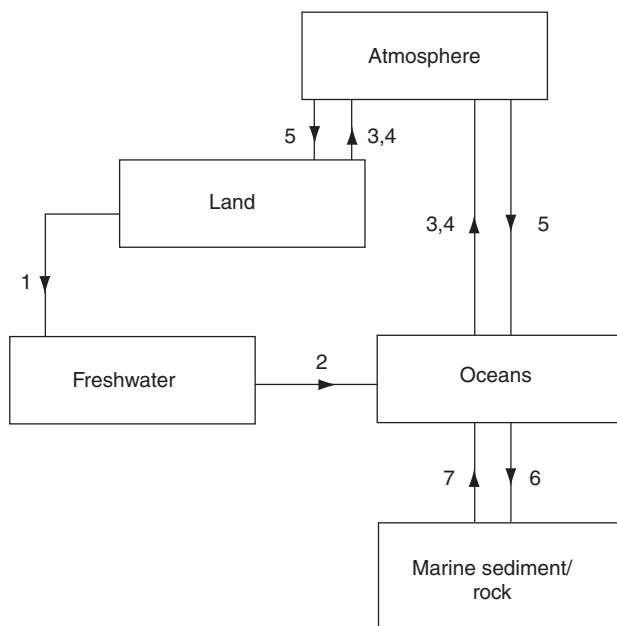 Atmosphere
5
3,4
Land
3,4
5
1
Freshwater
2
Oceans
7
6
Marine sediment/
rock